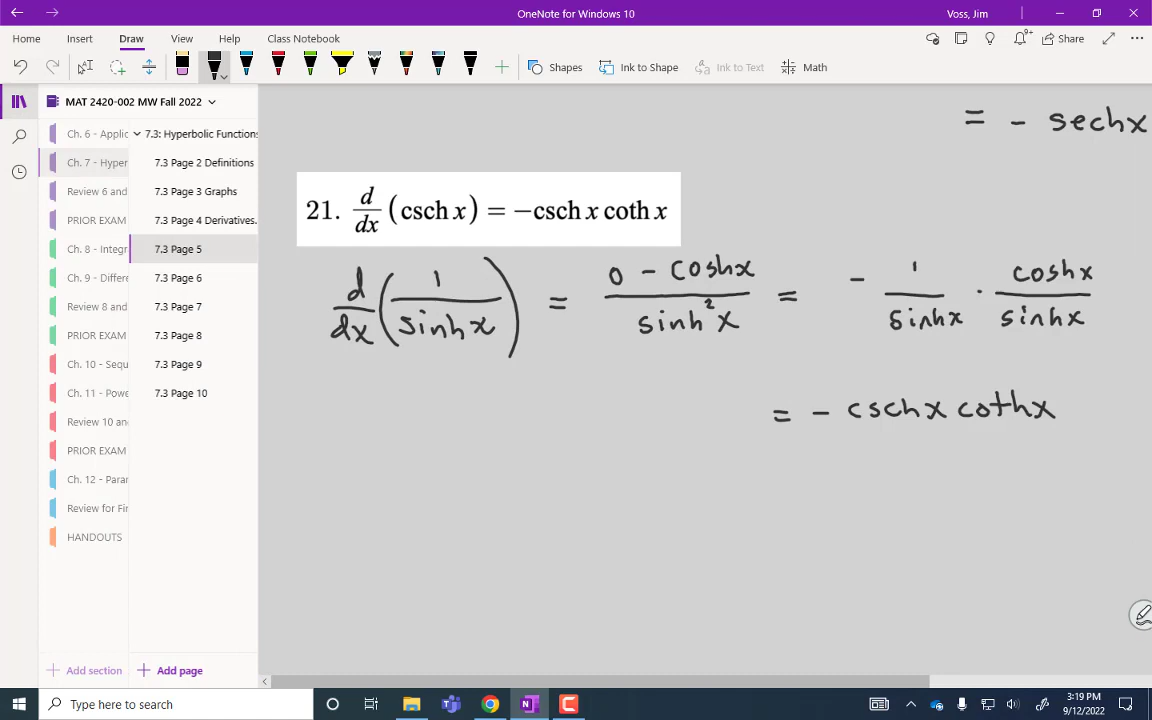 OneNote for Windows 10
Voss, Jim
Home Insert Draw View Help Class Notebook
Share
Shapes Ink to Shape Ink to Text Math
MAT 2420-002 MW Fall 2022
Ch. 6 - Applic
Ch. 7 - Hyper
Review 6 and
PRIOR EXAM
Ch. 8 - Integr
Ch. 9 - Differe
Review 8 and
PRIOR EXAM
Ch. 10 - Sequ
Ch. 11 - Powe
Review 10 an
PRIOR EXAM
Ch. 12 - Paran
Review for Fin
HANDOUTS
Add section
7.3: Hyperbolic Functions
7.3 Page 2 Definitions
7.3 Page 3 Graphs
7.3 Page 4 Derivatives.
7.3 Page 5
7.3 Page 6
7.3 Page 7
7.3 Page 8
7.3 Page 9
7.3 Page 10
Add page
= - sechx
21. d/dx (csch x) = −csch x coth x
d/dx (1/sinhx) = (0 - coshx)/(sinh²x) = - 1/sinhx · coshx/sinhx
= - cschx cothx
Type here to search
3:19 PM
9/12/2022